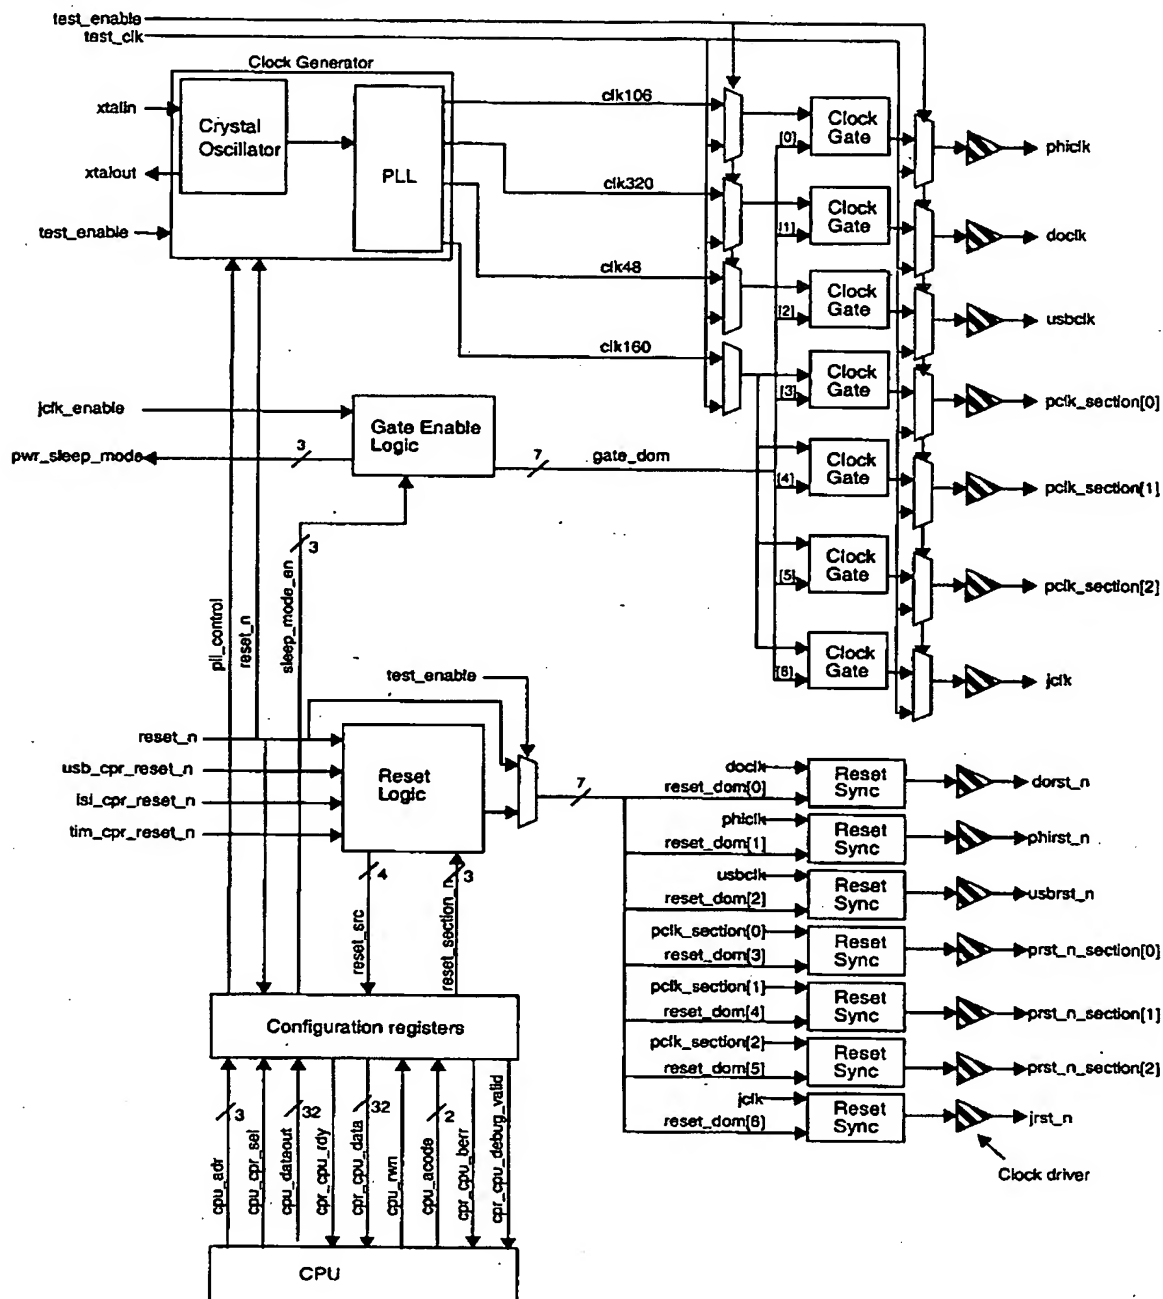 test_enable
test_clk
Clock Generator
xtalin
Crystal
Oscillator
xtalout
PLL
test_enable
clk106
clk320
clk48
clk160
[0]
Clock
Gate
phiclk
[1]
Clock
Gate
doclk
[2]
Clock
Gate
usbclk
[3]
Clock
Gate
pclk_section[0]
[4]
Clock
Gate
pclk_section[1]
[5]
Clock
Gate
pclk_section[2]
[6]
Clock
Gate
jclk
jclk_enable
Gate Enable
Logic
pwr_sleep_mode
3
7
gate_dom
3
pll_control
reset_n
sleep_mode_en
test_enable
reset_n
usb_cpr_reset_n
isi_cpr_reset_n
tim_cpr_reset_n
Reset
Logic
7
4
3
reset_src
reset_section_n
doclk
reset_dom[0]
Reset
Sync
dorst_n
phiclk
reset_dom[1]
Reset
Sync
phirst_n
usbclk
reset_dom[2]
Reset
Sync
usbrst_n
pclk_section[0]
reset_dom[3]
Reset
Sync
prst_n_section[0]
pclk_section[1]
reset_dom[4]
Reset
Sync
prst_n_section[1]
pclk_section[2]
reset_dom[5]
Reset
Sync
prst_n_section[2]
jclk
reset_dom[6]
Reset
Sync
jrst_n
Clock driver
Configuration registers
3
32
32
2
cpu_adr
cpu_cpr_sel
cpu_dataout
cpr_cpu_rdy
cpr_cpu_data
cpu_rwn
cpu_acode
cpr_cpu_berr
cpr_cpu_debug_valid
CPU